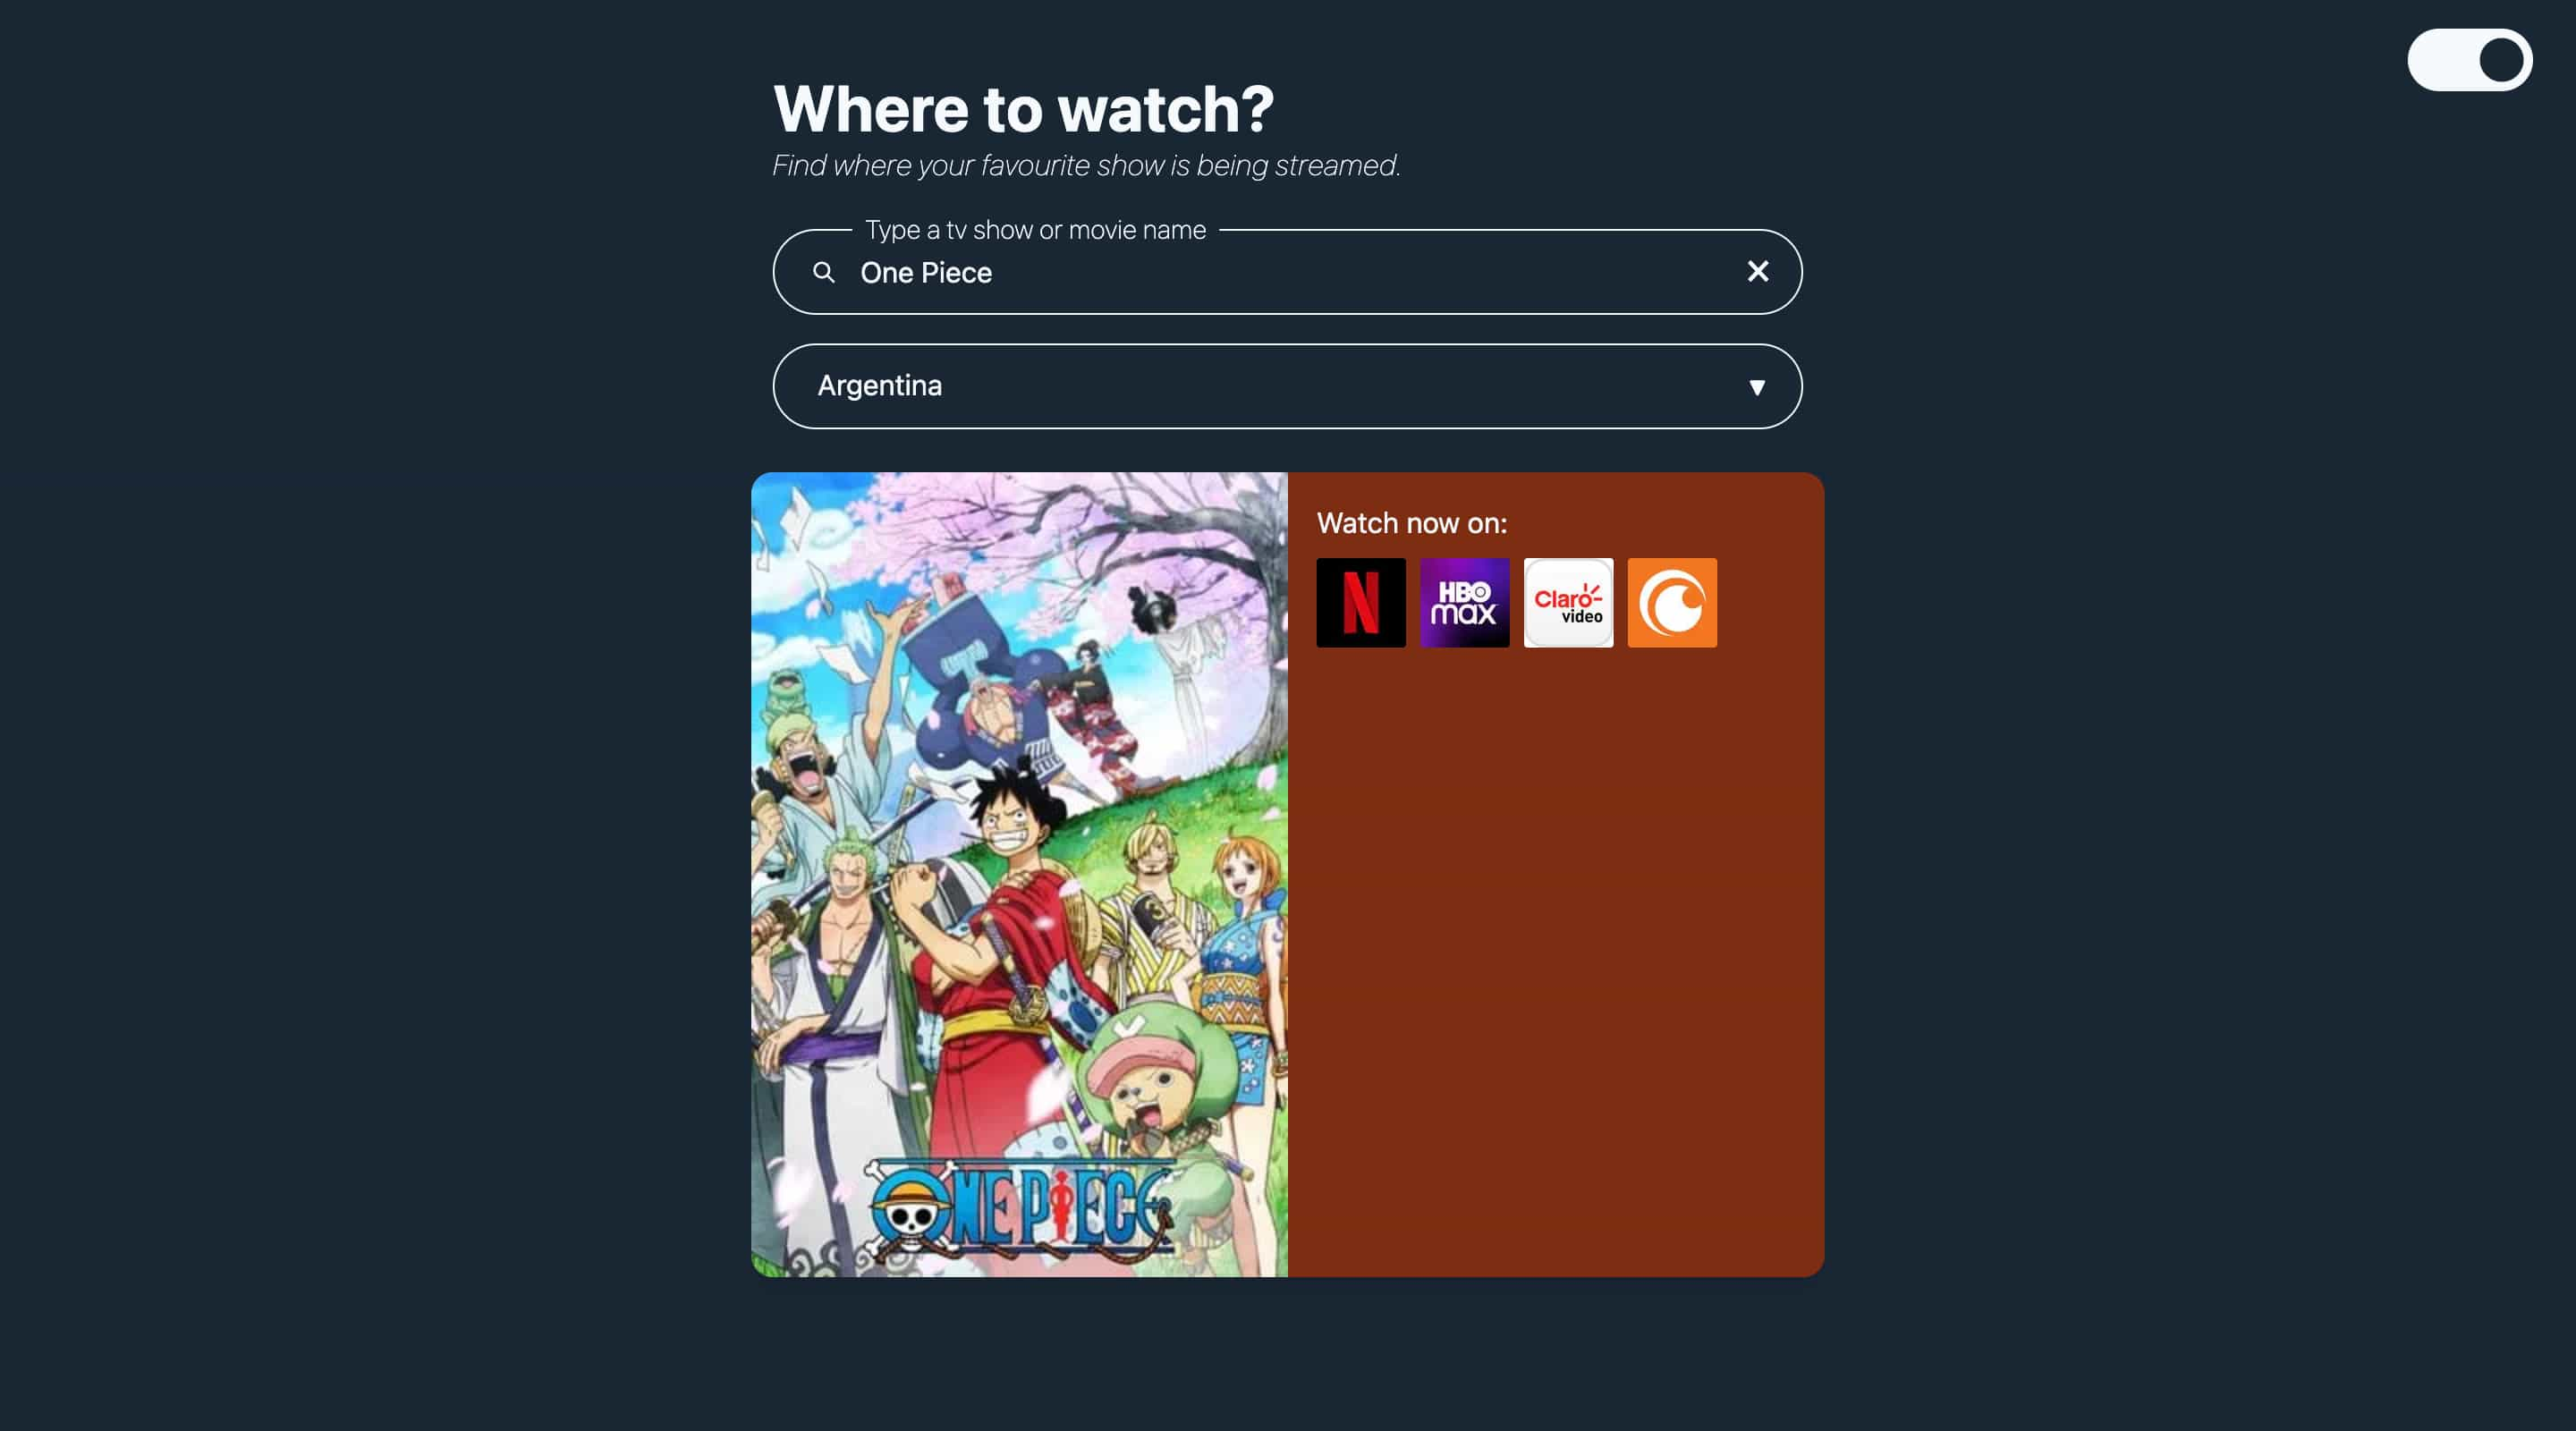 Where to watch?
Find where your favourite show is being streamed.
Type a tv show or movie name
One Piece
Argentina
Watch now on:
N
HBO
max
Claro
video
3
ONE PIECE